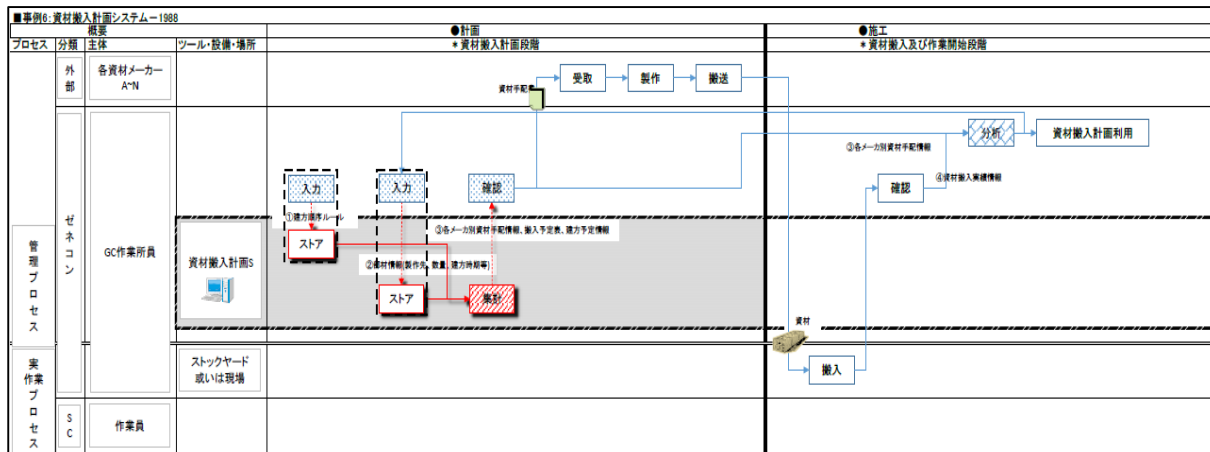 ■事例6:資材搬入計画システムー1988
概要
●計画
●施工
プロセス
分類
主体
ツール・設備・場所
＊資材搬入計画段階
＊資材搬入及び作業開始段階
外部
各資材メーカー
A~N
資材手配書
受取
製作
搬送
ゼネコン
GC作業所員
管理プロセス
資材搬入計画S
入力
入力
確認
①建方順序ルール
ストア
②部材情報(製作先、数量、建方時期等)
③各メーカ別資材手配情報、搬入予定表、建方予定情報
ストア
集計
③各メーカ別資材手配情報
分析
資材搬入計画利用
④資材搬入実績情報
確認
資材
搬入
実作業プロセス
ストックヤード
或いは現場
SC
作業員